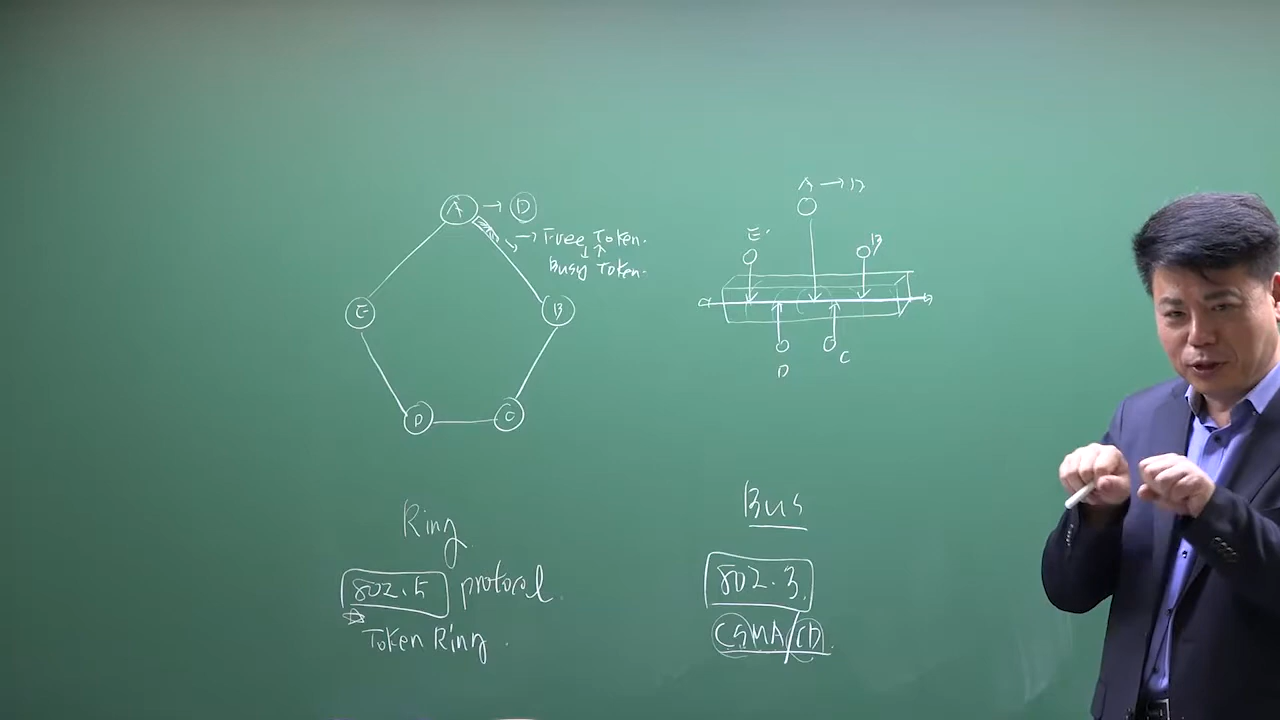 A → D
→ Free Token.
Busy Token.
E
B
D
C
Ring
802.5 protocol
Token Ring
A → B
E
B
D
C
Bus
802.3
CSMA/CD